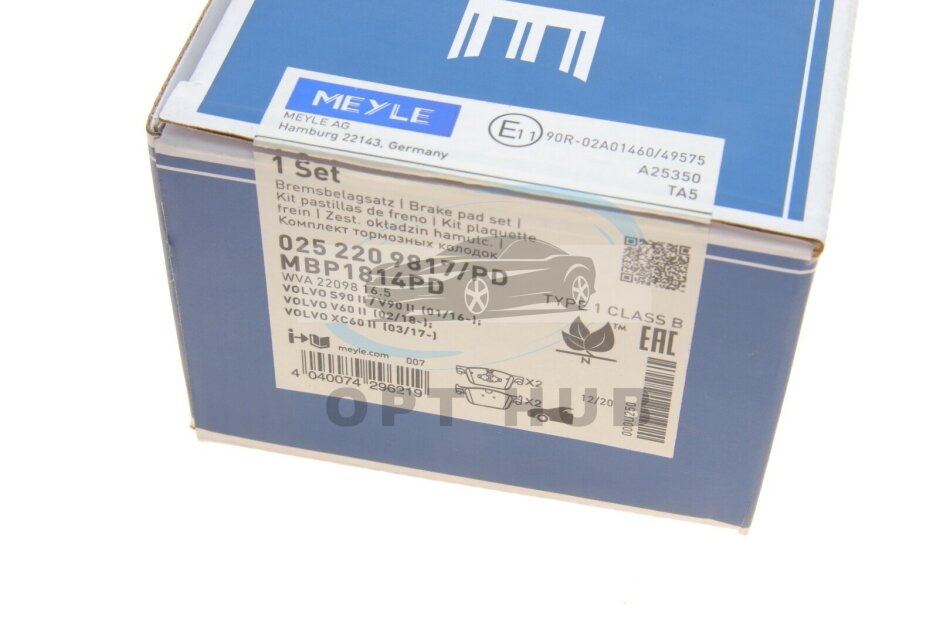 MEYLE
MEYLE AG
Hamburg 22143, Germany
E11 90R-02A01460/49575
A25350
TA5
1 Set
Bremsbelagsatz | Brake pad set |
Kit pastillas de freno | Kit plaquette
frein | Zest. okładzin hamulc. |
Комплект тормозных колодок
025 220 9817/PD
MBP1814PD
WVA 22098 16.5
VOLVO S90 II / V90 II (01/16-);
VOLVO V60 II (02/18-);
VOLVO XC60 II (03/17-)
TYPE 1 CLASS B
TM
N
EAC
meyle.com 007
4 040074 296219
X2
X2
12/20
000U250
OPT HUB